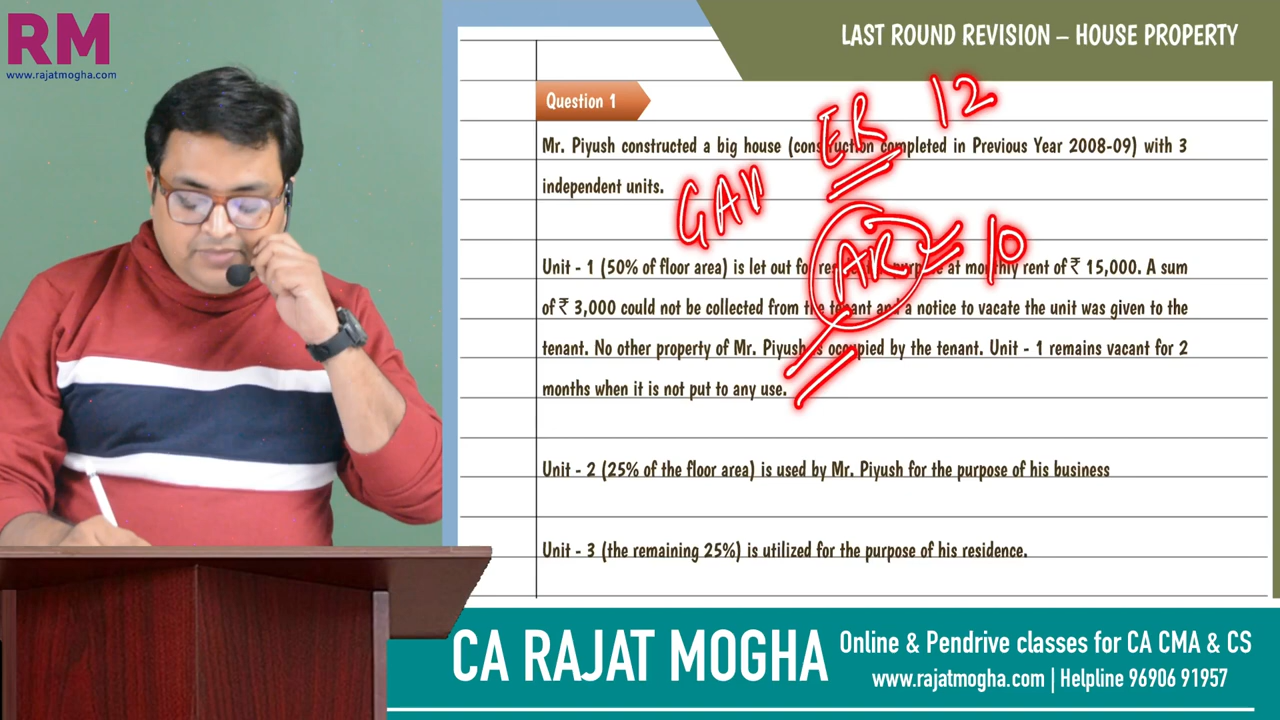 RM
www.rajatmogha.com
LAST ROUND REVISION – HOUSE PROPERTY
Question 1
ER 12
Mr. Piyush constructed a big house (construction completed in Previous Year 2008-09) with 3
independent units.
GAV
AR 10
Unit - 1 (50% of floor area) is let out for residential purpose at monthly rent of ₹ 15,000. A sum
of ₹ 3,000 could not be collected from the tenant and a notice to vacate the unit was given to the
tenant. No other property of Mr. Piyush is occupied by the tenant. Unit - 1 remains vacant for 2
months when it is not put to any use.
Unit - 2 (25% of the floor area) is used by Mr. Piyush for the purpose of his business
Unit - 3 (the remaining 25%) is utilized for the purpose of his residence.
CA RAJAT MOGHA
Online & Pendrive classes for CA CMA & CS
www.rajatmogha.com | Helpline 96906 91957